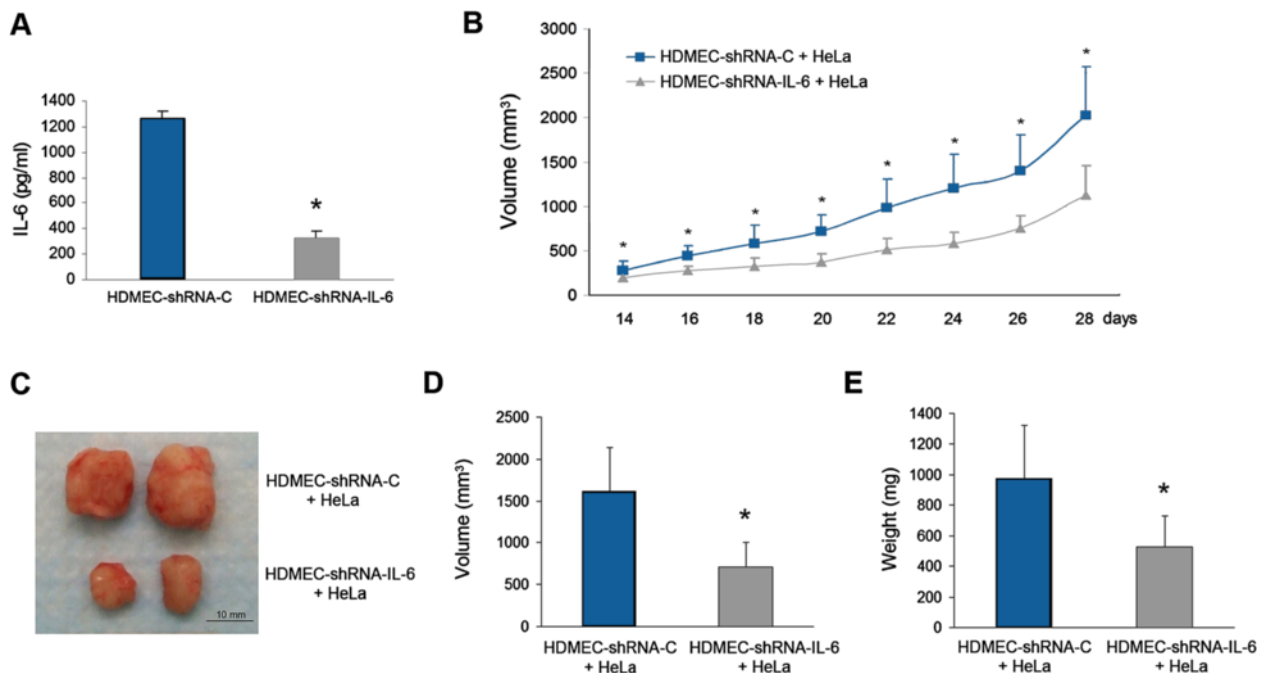 A
IL-6 (pg/ml)
1400
1200
1000
800
600
400
200
0
*
HDMEC-shRNA-C
HDMEC-shRNA-IL-6
B
Volume (mm³)
3000
2500
2000
1500
1000
500
0
HDMEC-shRNA-C + HeLa
HDMEC-shRNA-IL-6 + HeLa
* * * * * * * *
14 16 18 20 22 24 26 28 days
C
HDMEC-shRNA-C
+ HeLa
HDMEC-shRNA-IL-6
+ HeLa
10 mm
D
Volume (mm³)
2500
2000
1500
1000
500
0
*
HDMEC-shRNA-C
+ HeLa
HDMEC-shRNA-IL-6
+ HeLa
E
Weight (mg)
1400
1200
1000
800
600
400
200
0
*
HDMEC-shRNA-C
+ HeLa
HDMEC-shRNA-IL-6
+ HeLa